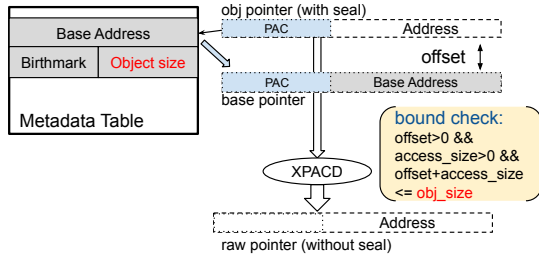 obj pointer (with seal)
Base Address
PAC
Address
Birthmark
Object size
offset
PAC
Base Address
base pointer
Metadata Table
bound check:
offset>0 &&
access_size>0 &&
offset+access_size
<= obj_size
XPACD
Address
raw pointer (without seal)